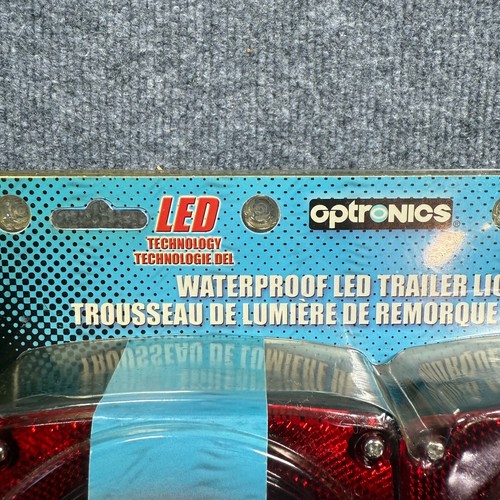 LED
TECHNOLOGY
TECHNOLOGIE DEL
OPTRONICS®
WATERPROOF LED TRAILER
TROUSSEAU DE LUMIÈRE DE REMORQUE